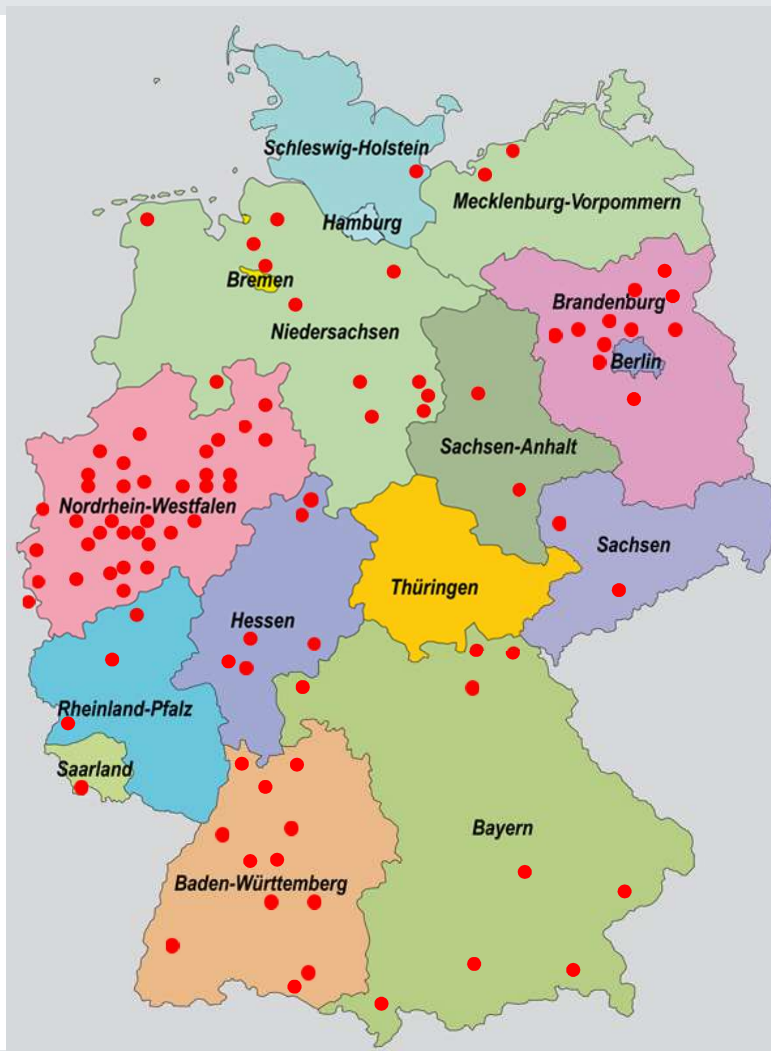 Schleswig-Holstein
Mecklenburg-Vorpommern
Hamburg
Bremen
Brandenburg
Niedersachsen
Berlin
Sachsen-Anhalt
Nordrhein-Westfalen
Sachsen
Thüringen
Hessen
Rheinland-Pfalz
Saarland
Bayern
Baden-Württemberg